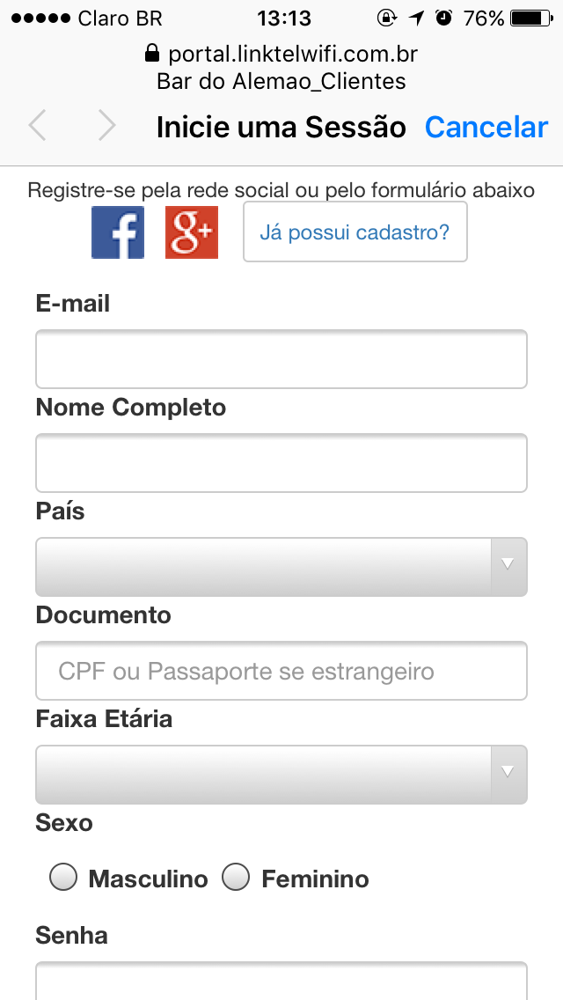 Claro BR 13:13 76%
portal.linktelwifi.com.br
Bar do Alemao_Clientes
Inicie uma Sessão Cancelar
Registre-se pela rede social ou pelo formulário abaixo
f g+ Já possui cadastro?
E-mail
Nome Completo
País
Documento
CPF ou Passaporte se estrangeiro
Faixa Etária
Sexo
Masculino Feminino
Senha